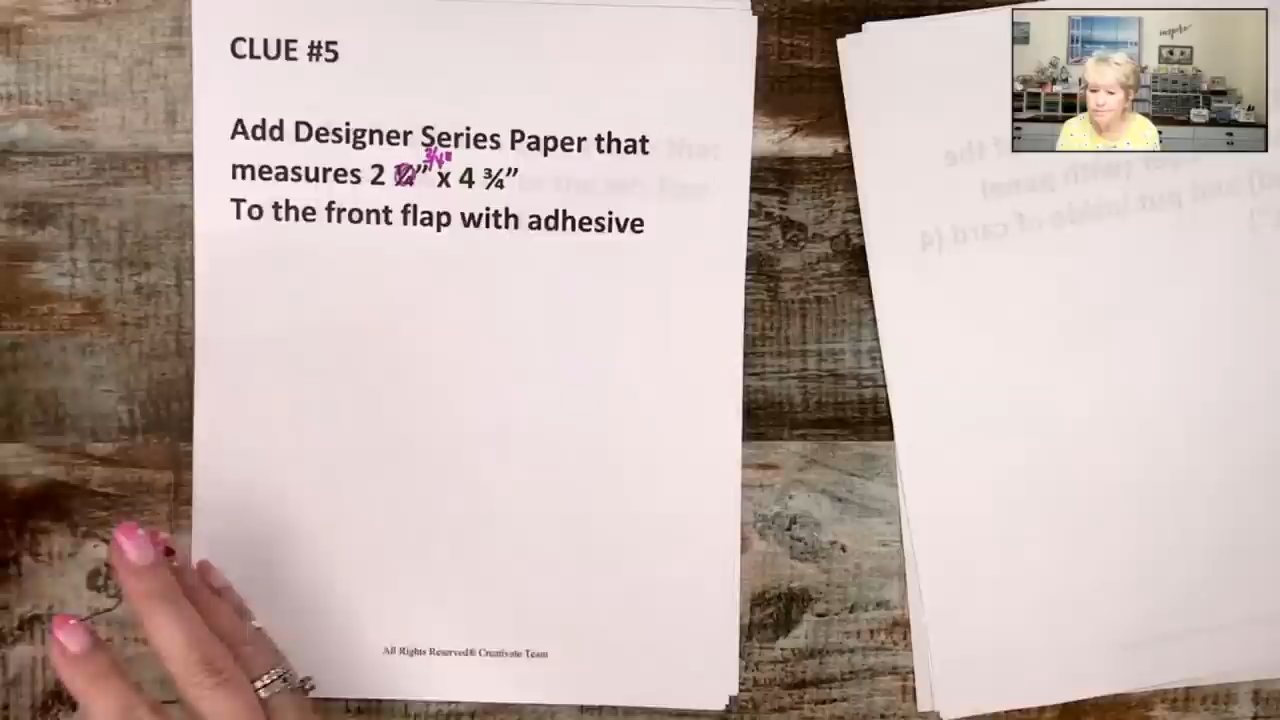 CLUE #5
Add Designer Series Paper that
3/4"
measures 2 ” x 4 ¾”
To the front flap with adhesive
All Rights Reserved® Creativate Team
inspire